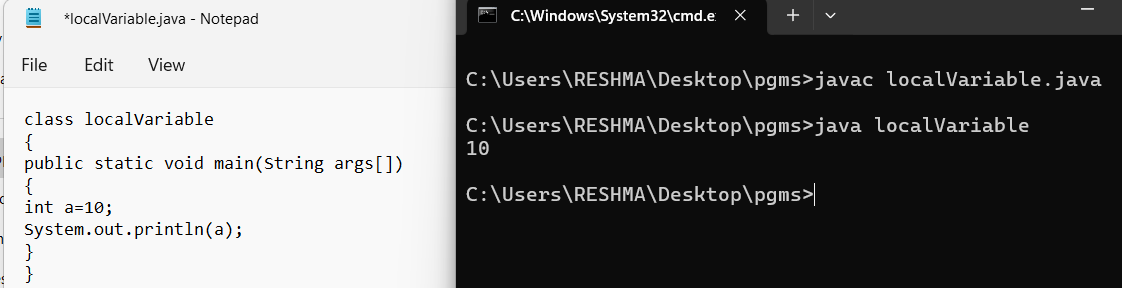 *localVariable.java - Notepad
File Edit View
class localVariable
{
public static void main(String args[])
{
int a=10;
System.out.println(a);
}
}
C:\Windows\System32\cmd.e
C:\Users\RESHMA\Desktop\pgms>javac localVariable.java
C:\Users\RESHMA\Desktop\pgms>java localVariable
10
C:\Users\RESHMA\Desktop\pgms>